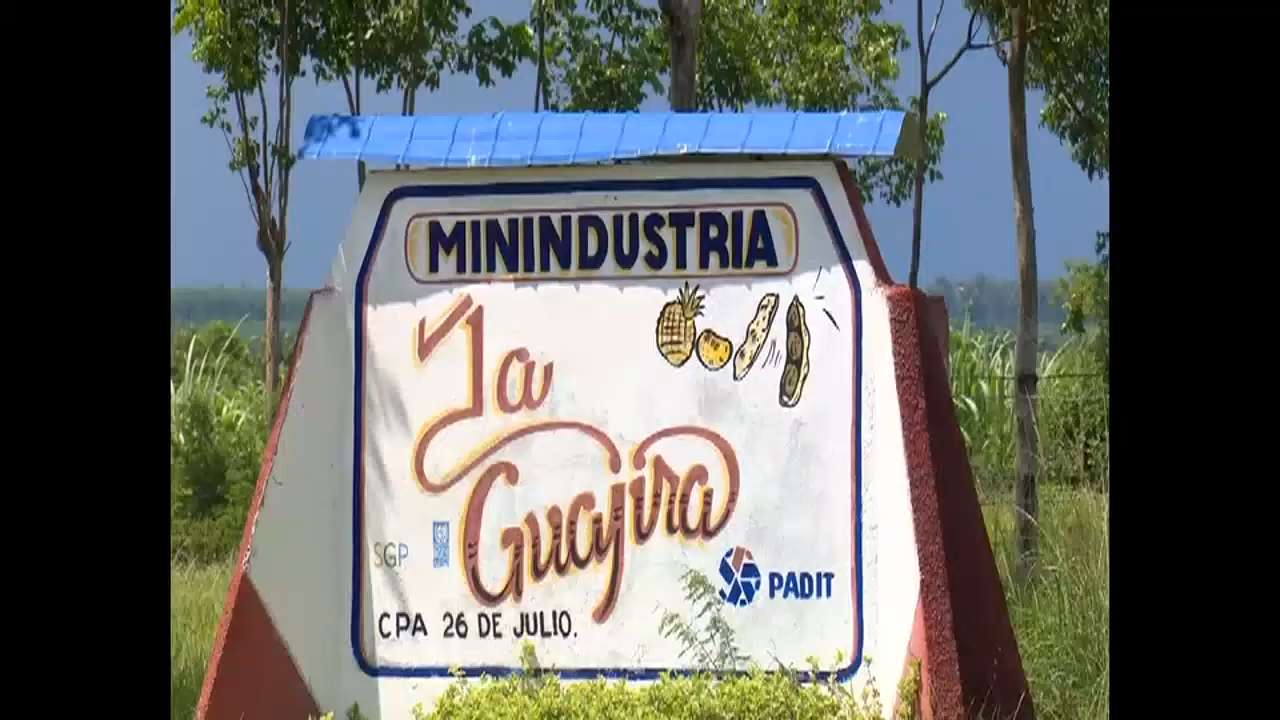 MININDUSTRIA
La
Guajira
SGP
CPA 26 DE JULIO.
PADIT